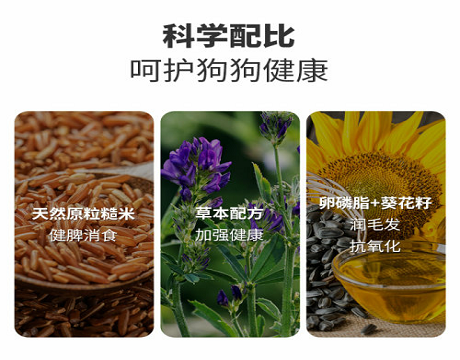 科学配比
呵护狗狗健康
天然原粒糙米
健脾消食
草本配方
加强健康
卵磷脂+葵花籽
润毛发
抗氧化